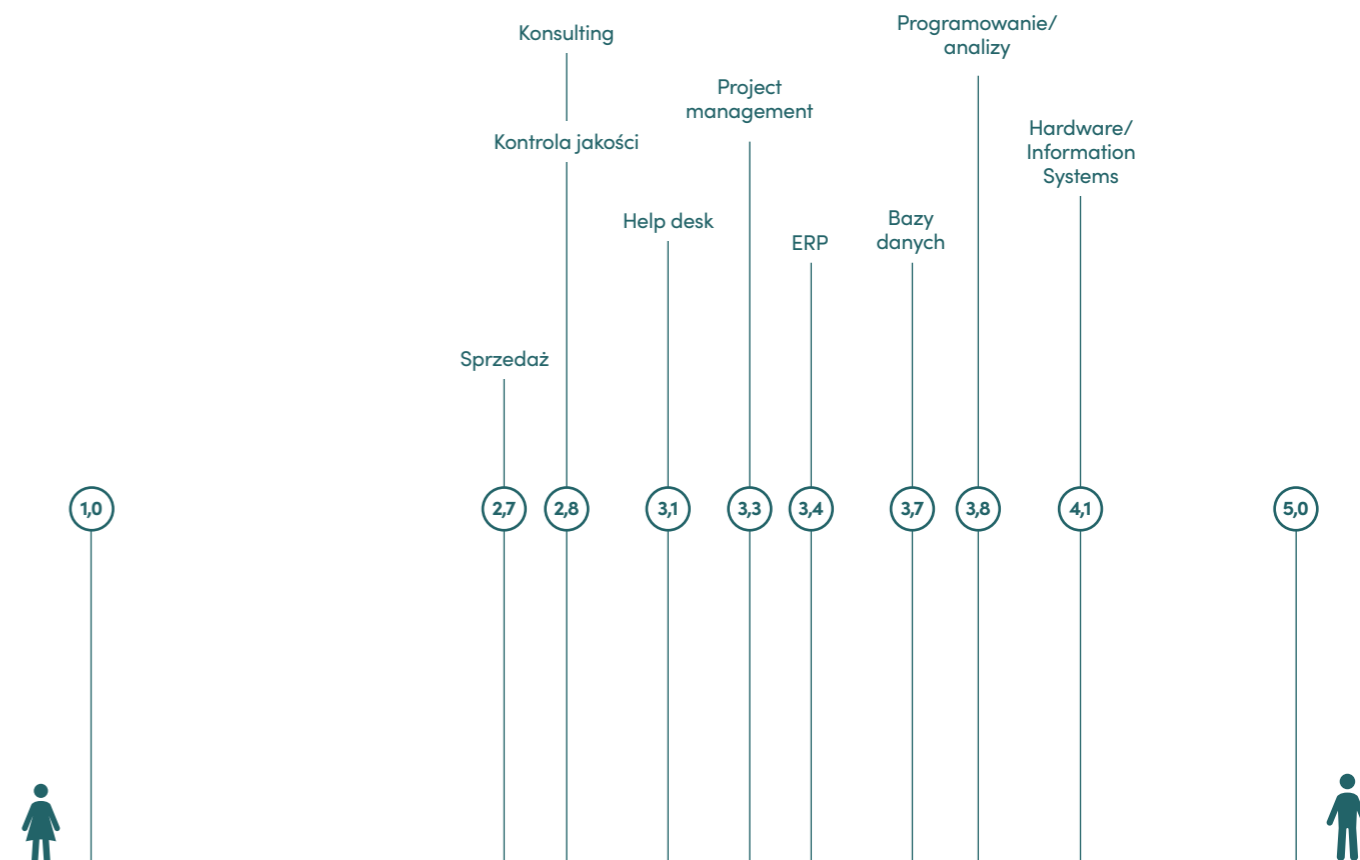 Konsulting
Kontrola jakości
Project
management
Programowanie/
analizy
Hardware/
Information
Systems
Help desk
ERP
Bazy
danych
Sprzedaż
1,0
2,7
2,8
3,1
3,3
3,4
3,7
3,8
4,1
5,0